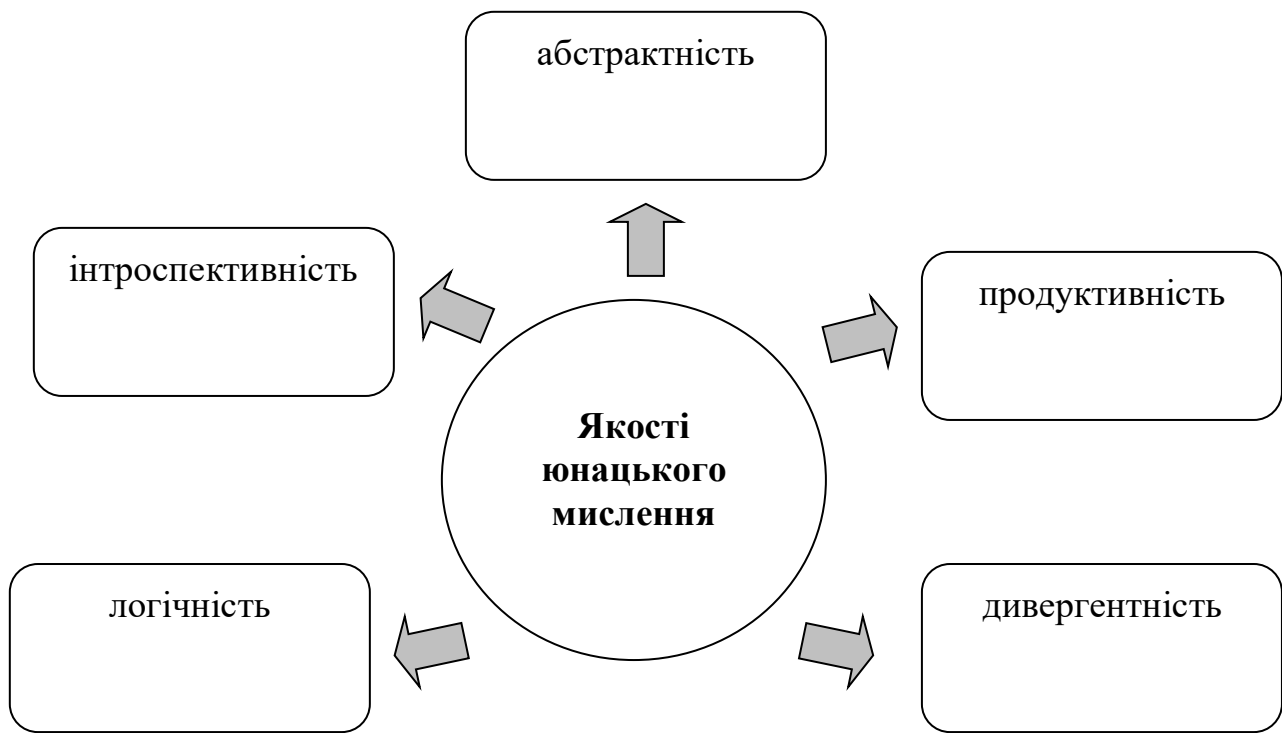 абстрактність
інтроспективність
продуктивність
Якості
юнацького
мислення
логічність
дивергентність